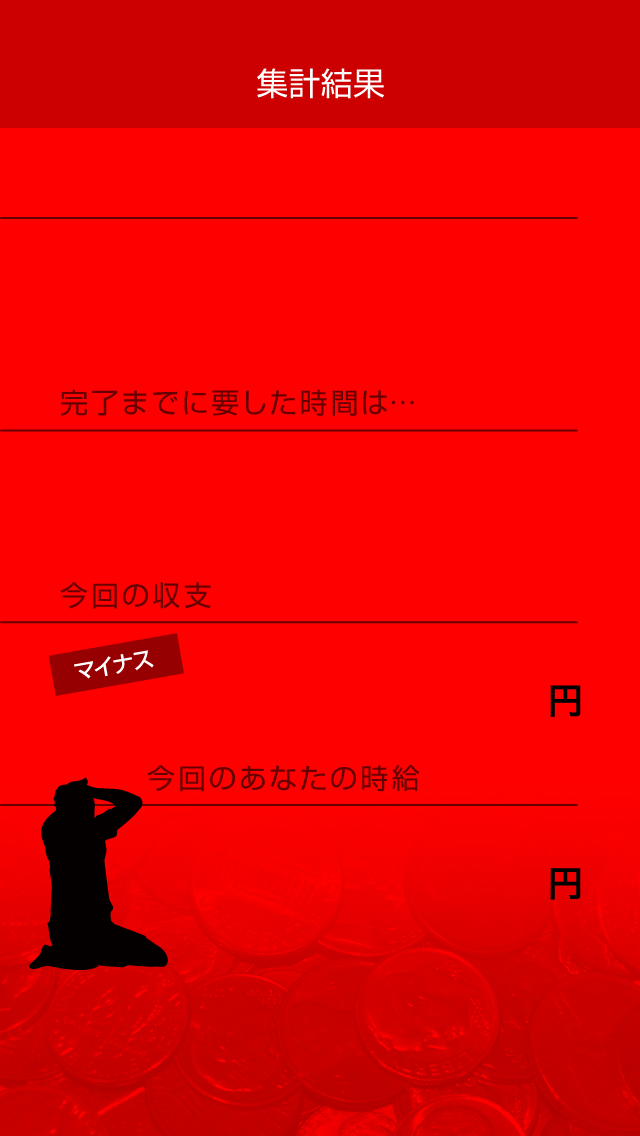 集計結果
完了までに要した時間は…
今回の収支
マイナス
円
今回のあなたの時給
円